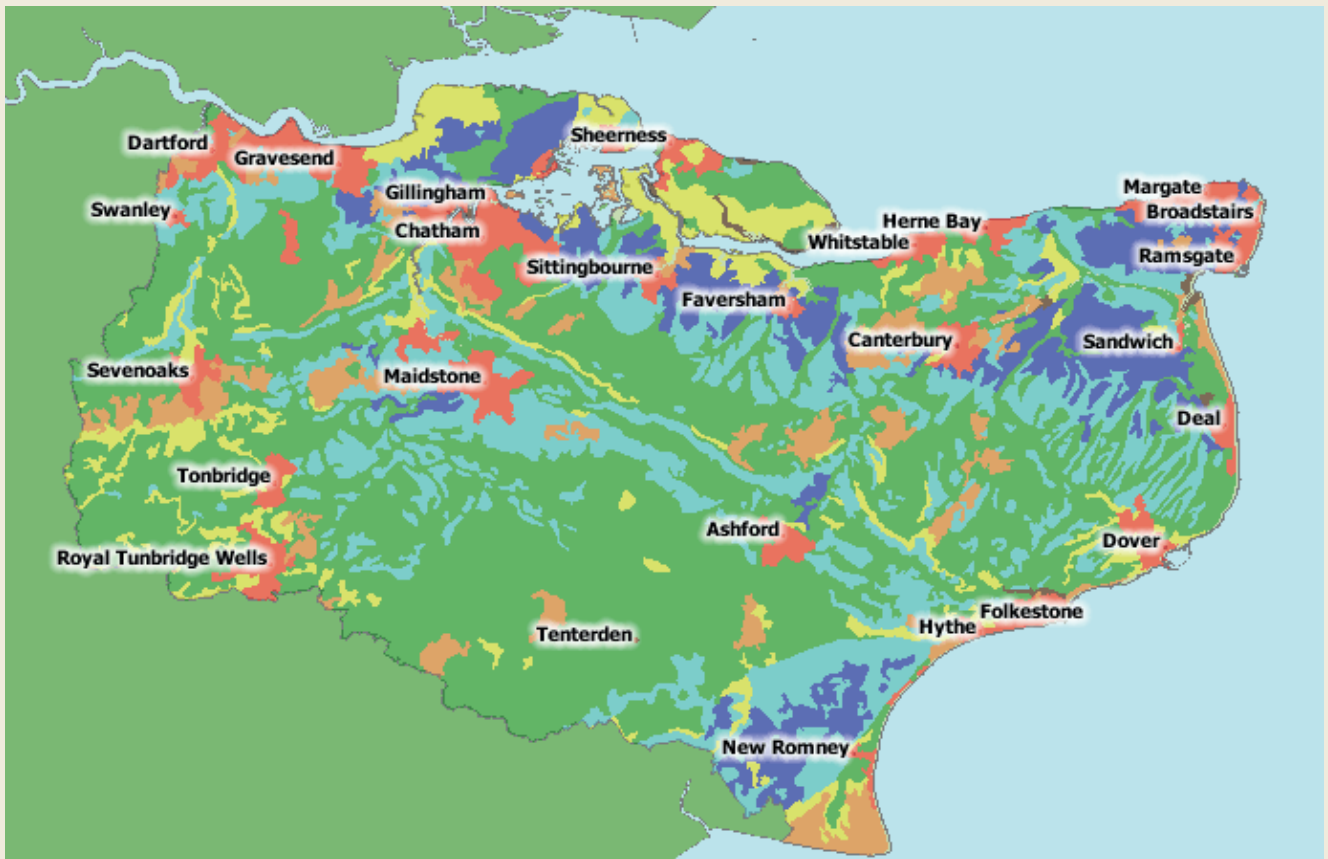 Sheerness
Dartford
Gravesend
Gillingham
Margate
Swanley
Broadstairs
Herne Bay
Chatham
Whitstable
Ramsgate
Sittingbourne
Faversham
Canterbury
Sandwich
Sevenoaks
Maidstone
Deal
Tonbridge
Ashford
Dover
Royal Tunbridge Wells
Folkestone
Hythe
Tenterden
New Romney